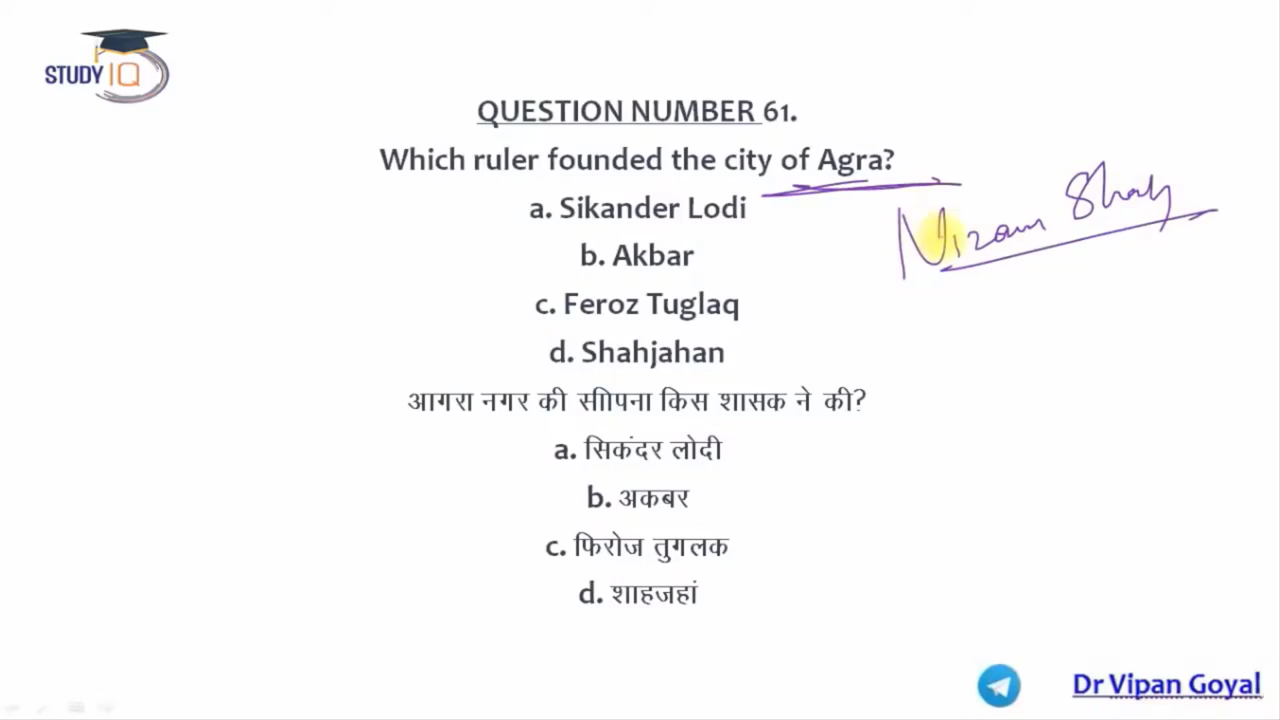 STUDY IQ
QUESTION NUMBER 61.
Which ruler founded the city of Agra?
Nizam Shah
a. Sikander Lodi
b. Akbar
c. Feroz Tuglaq
d. Shahjahan
आगरा नगर की सीापना किस शासक ने की?
a. सिकंदर लोदी
b. अकबर
c. फिरोज तुगलक
d. शाहजहां
Dr Vipan Goyal